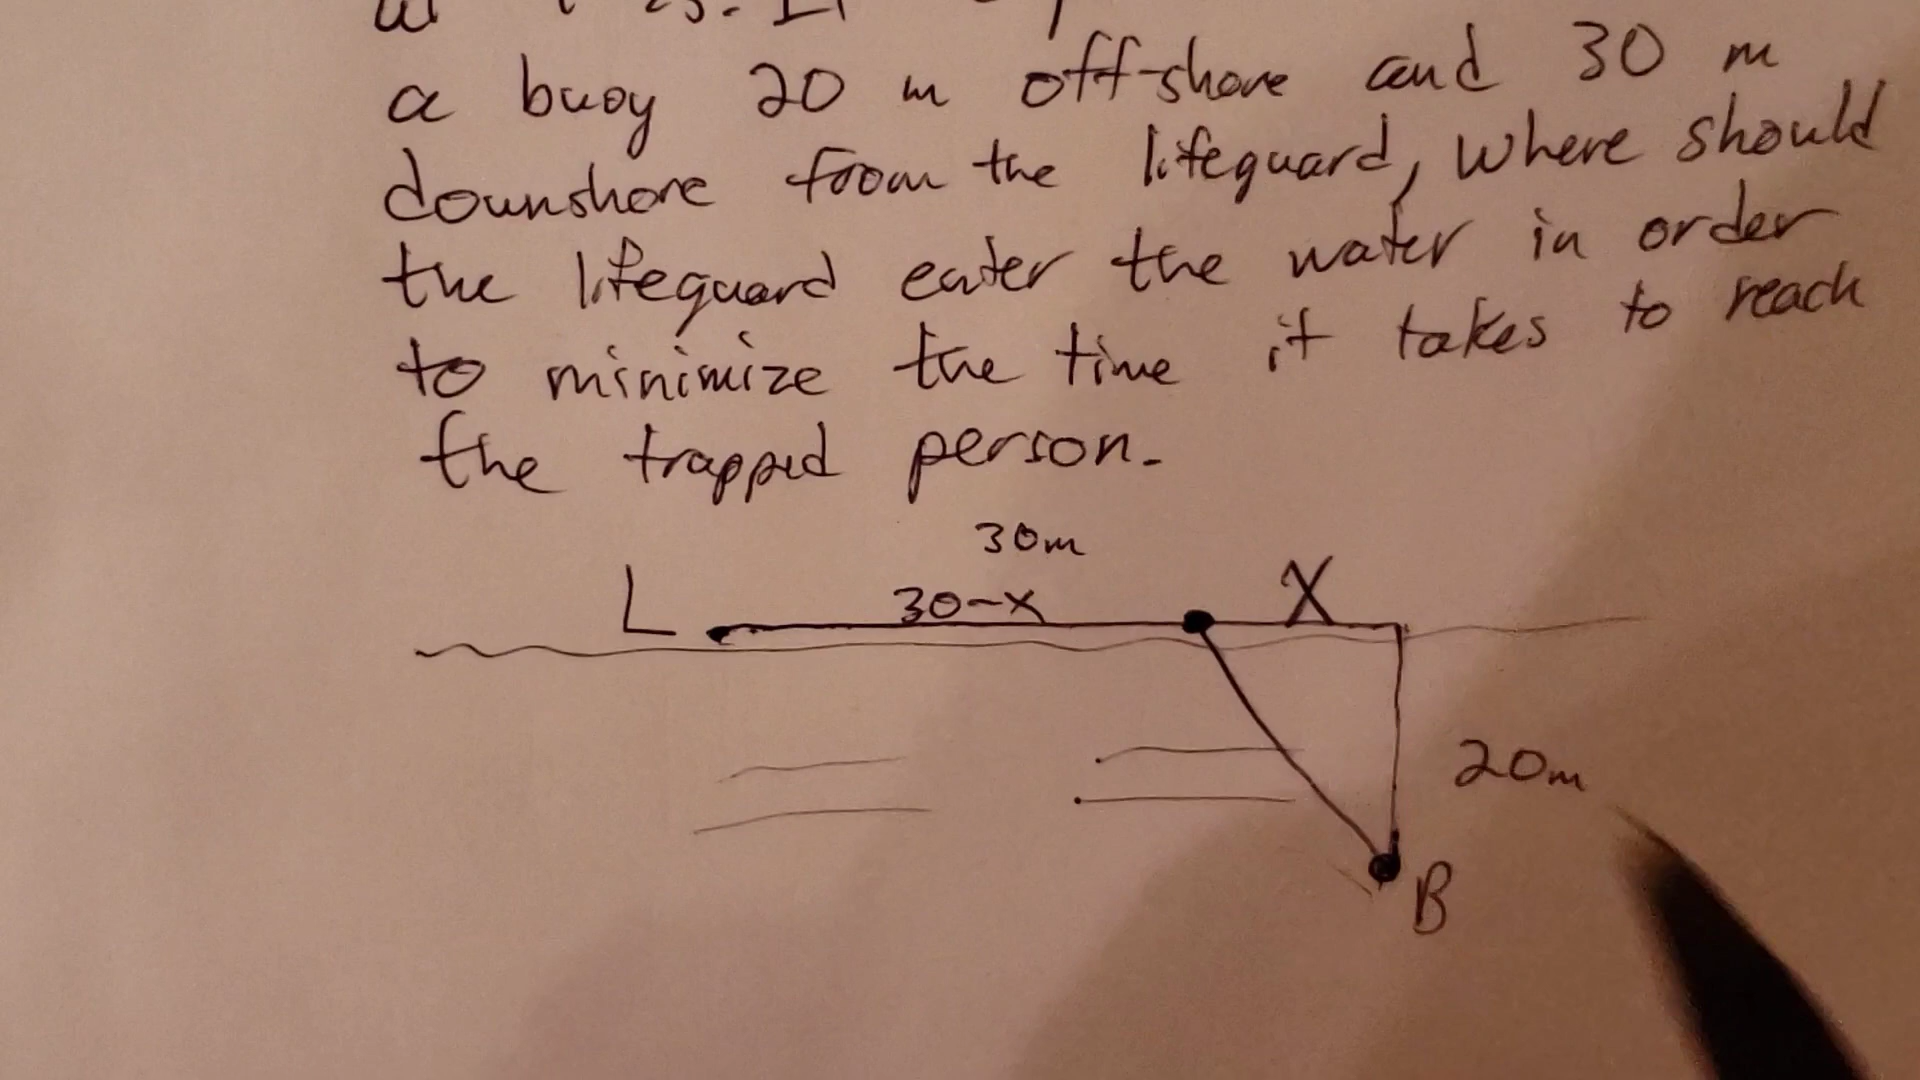 a buoy 20 m off-shore and 30 m
downshore from the lifeguard, where should
the lifeguard enter the water in order
to minimize the time it takes to reach
the trapped person.
30m
L 30-x X
20m
B